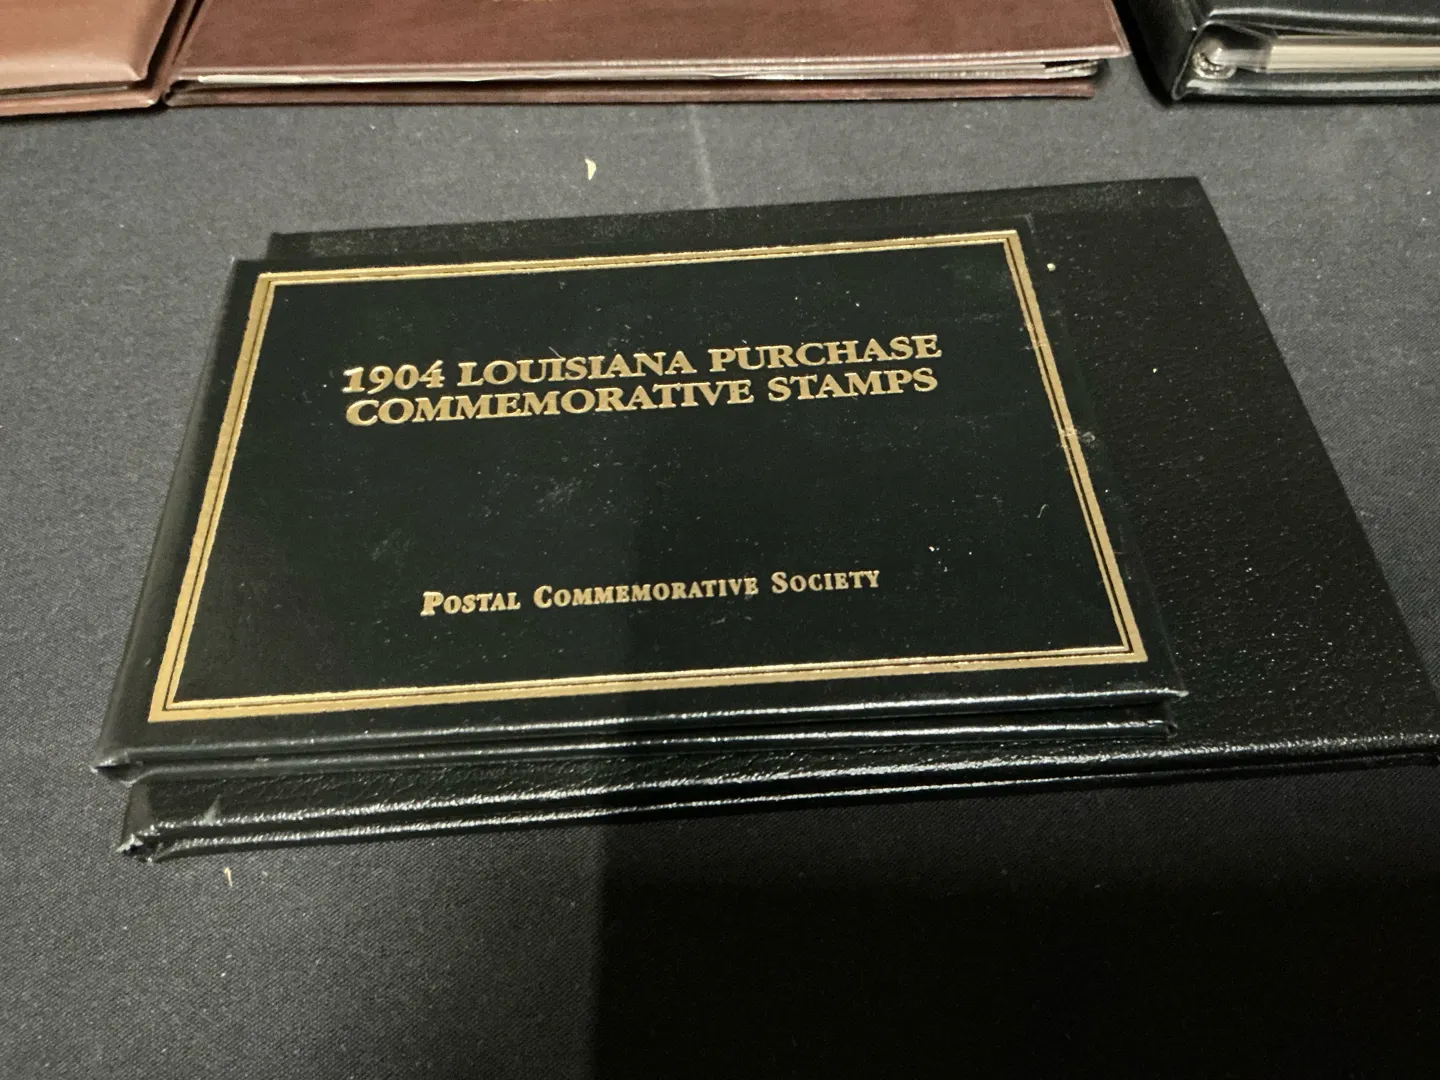 1904 LOUISIANA PURCHASE
COMMEMORATIVE STAMPS
POSTAL COMMEMORATIVE SOCIETY